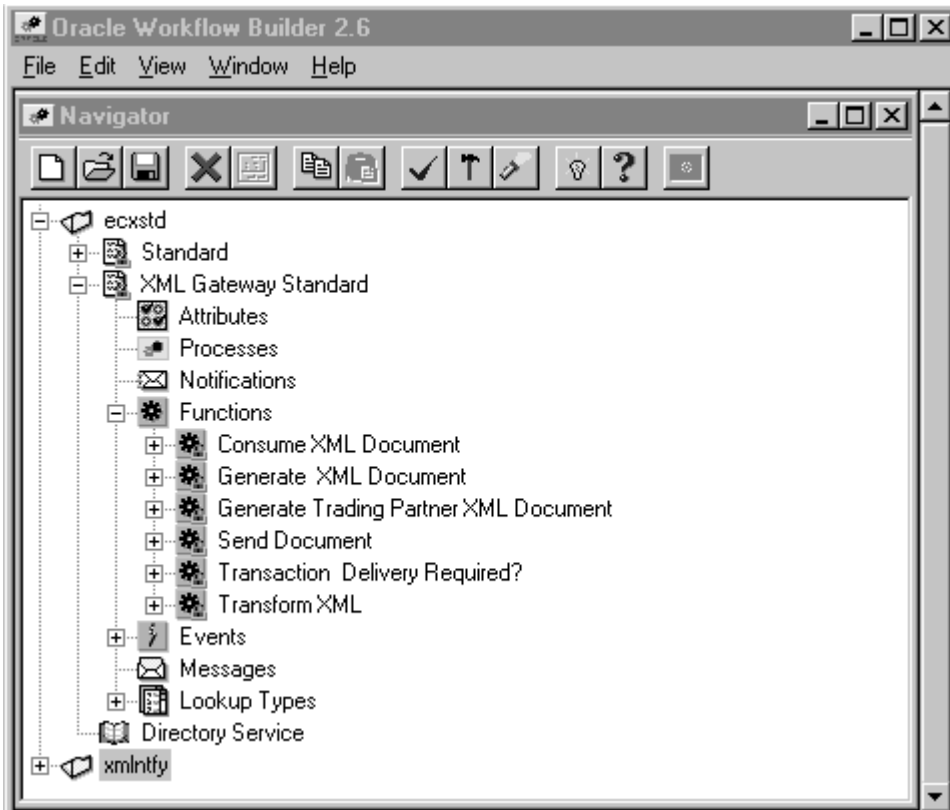 Oracle Workflow Builder 2.6
File Edit View Window Help
Navigator
ecxstd
Standard
XML Gateway Standard
Attributes
Processes
Notifications
Functions
Consume XML Document
Generate XML Document
Generate Trading Partner XML Document
Send Document
Transaction Delivery Required?
Transform XML
Events
Messages
Lookup Types
Directory Service
xmlntfy